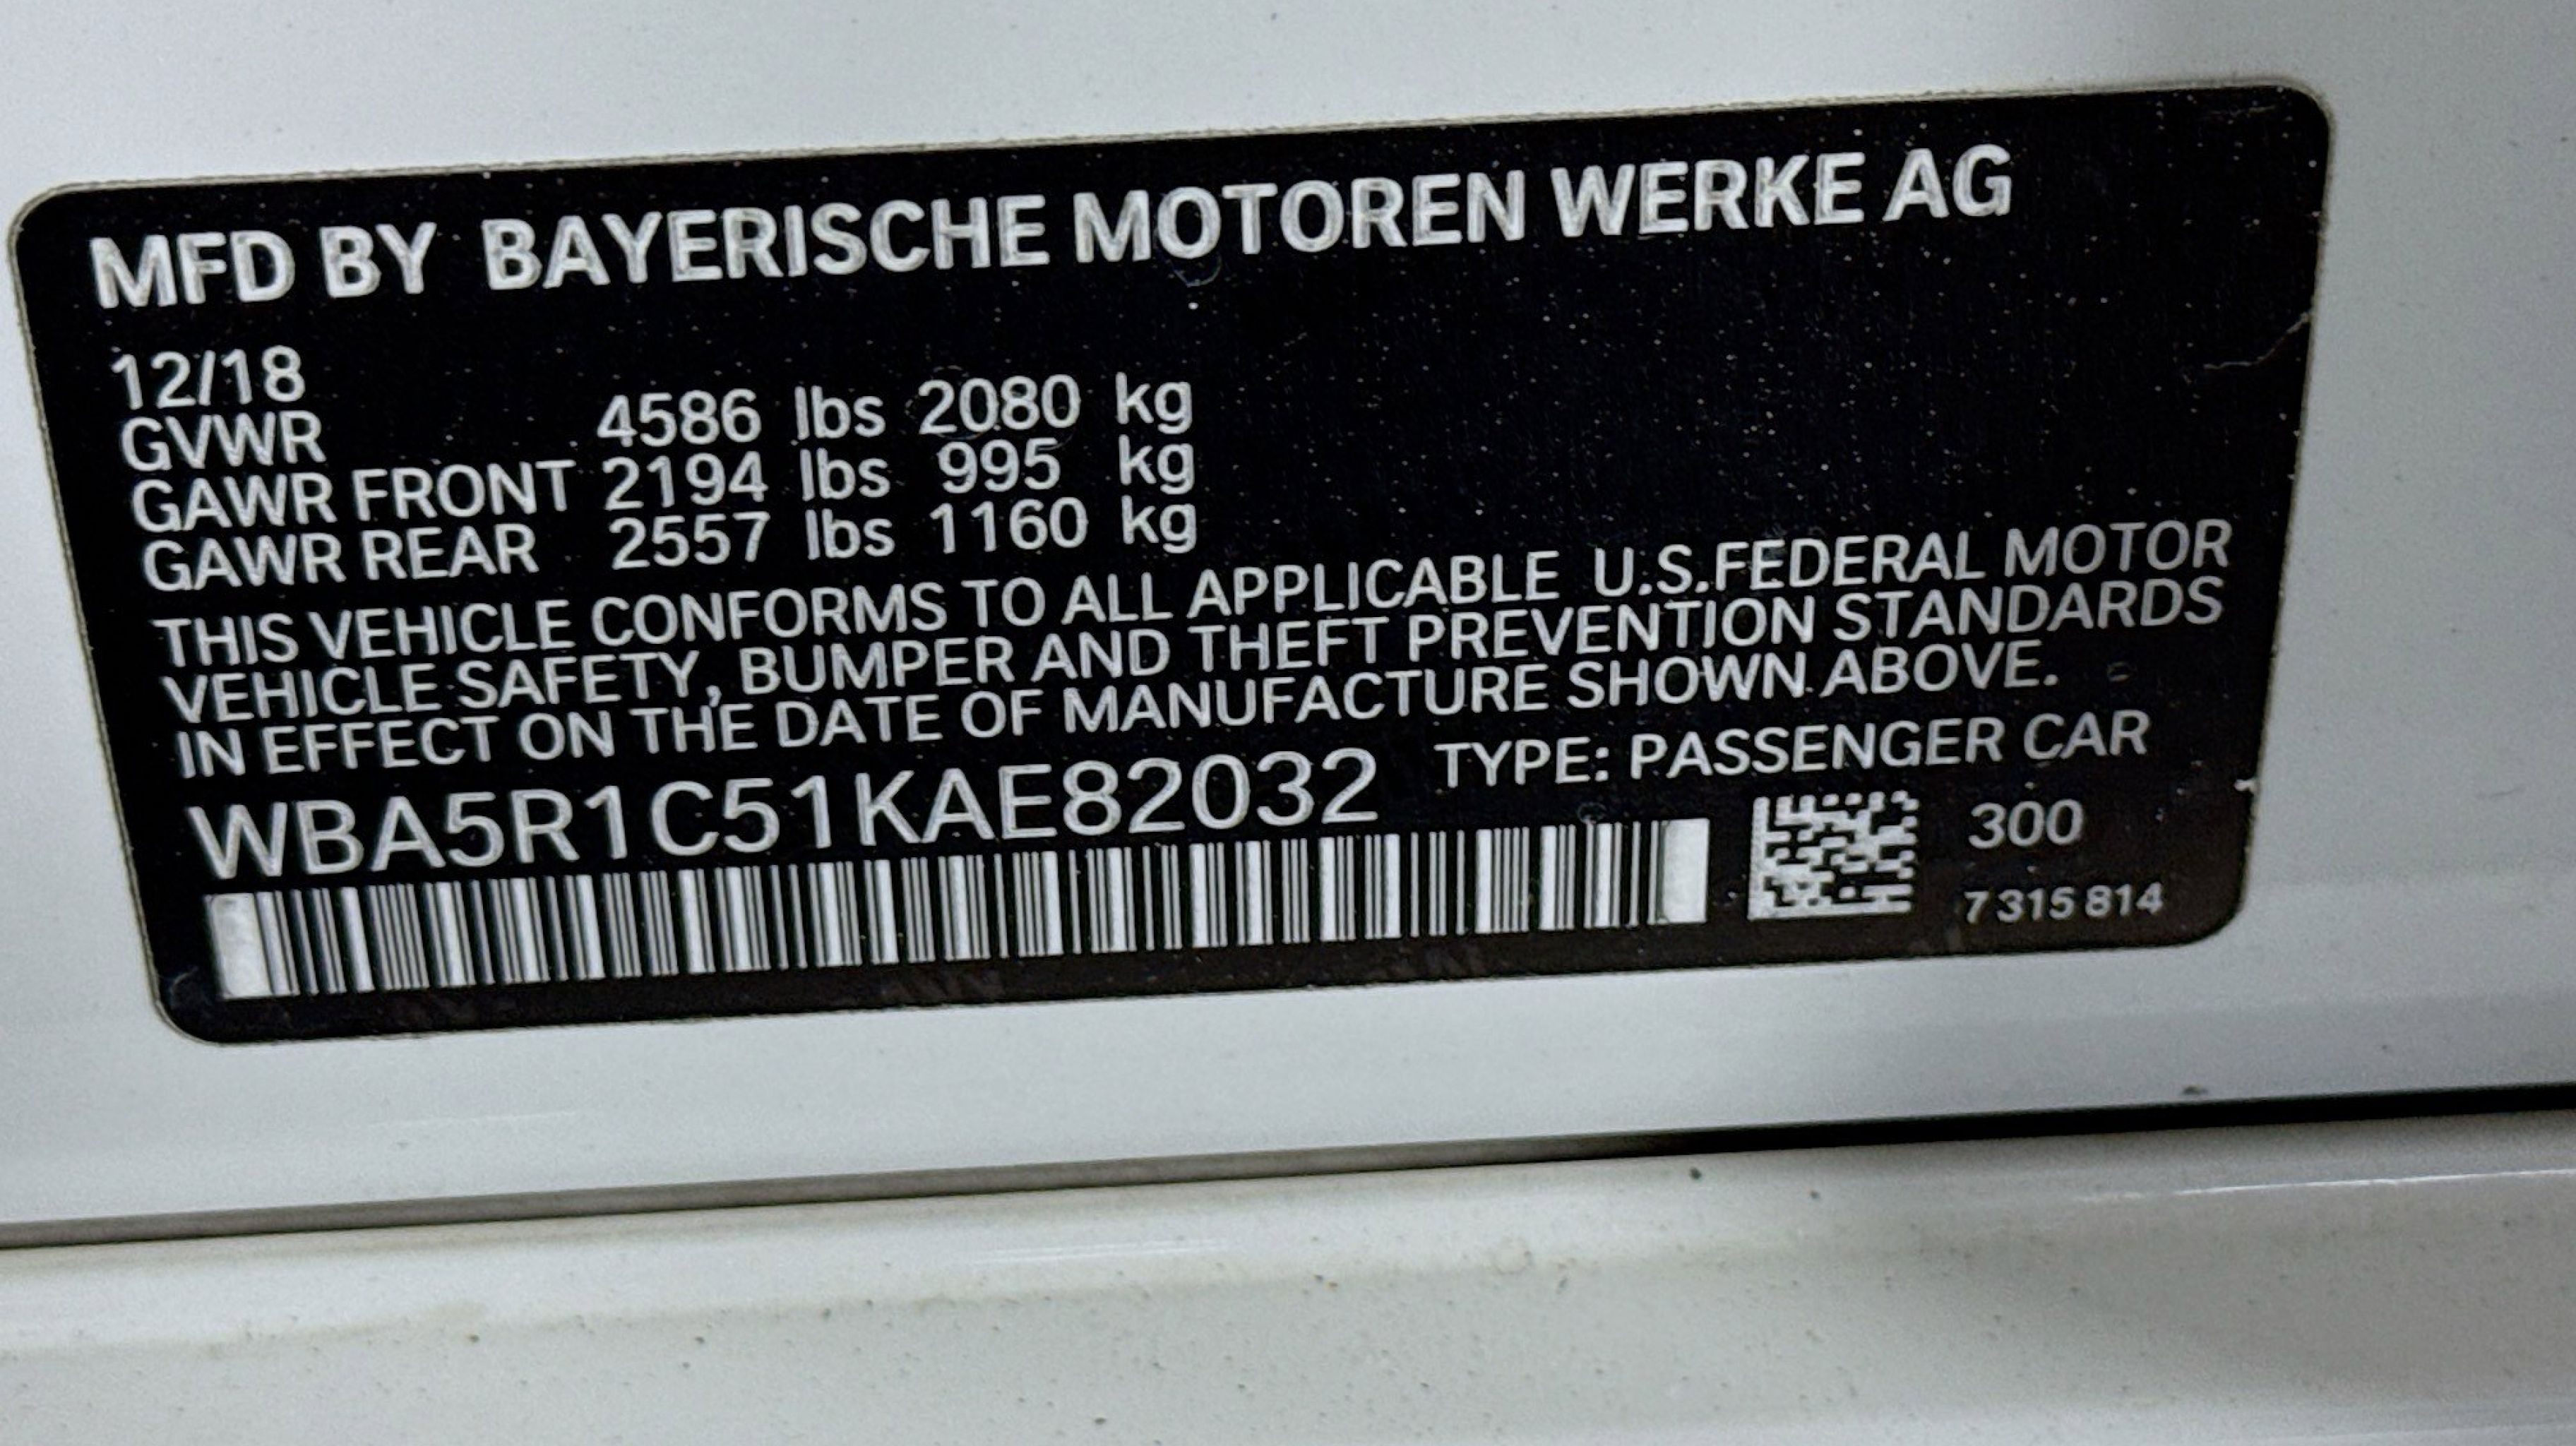 MFD BY BAYERISCHE MOTOREN WERKE AG
12/18
GVWR 4586 lbs 2080 kg
GAWR FRONT 2194 lbs 995 kg
GAWR REAR 2557 lbs 1160 kg
THIS VEHICLE CONFORMS TO ALL APPLICABLE U.S.FEDERAL MOTOR
VEHICLE SAFETY, BUMPER AND THEFT PREVENTION STANDARDS
IN EFFECT ON THE DATE OF MANUFACTURE SHOWN ABOVE.
WBA5R1C51KAE82032 TYPE: PASSENGER CAR
300
7 315 814